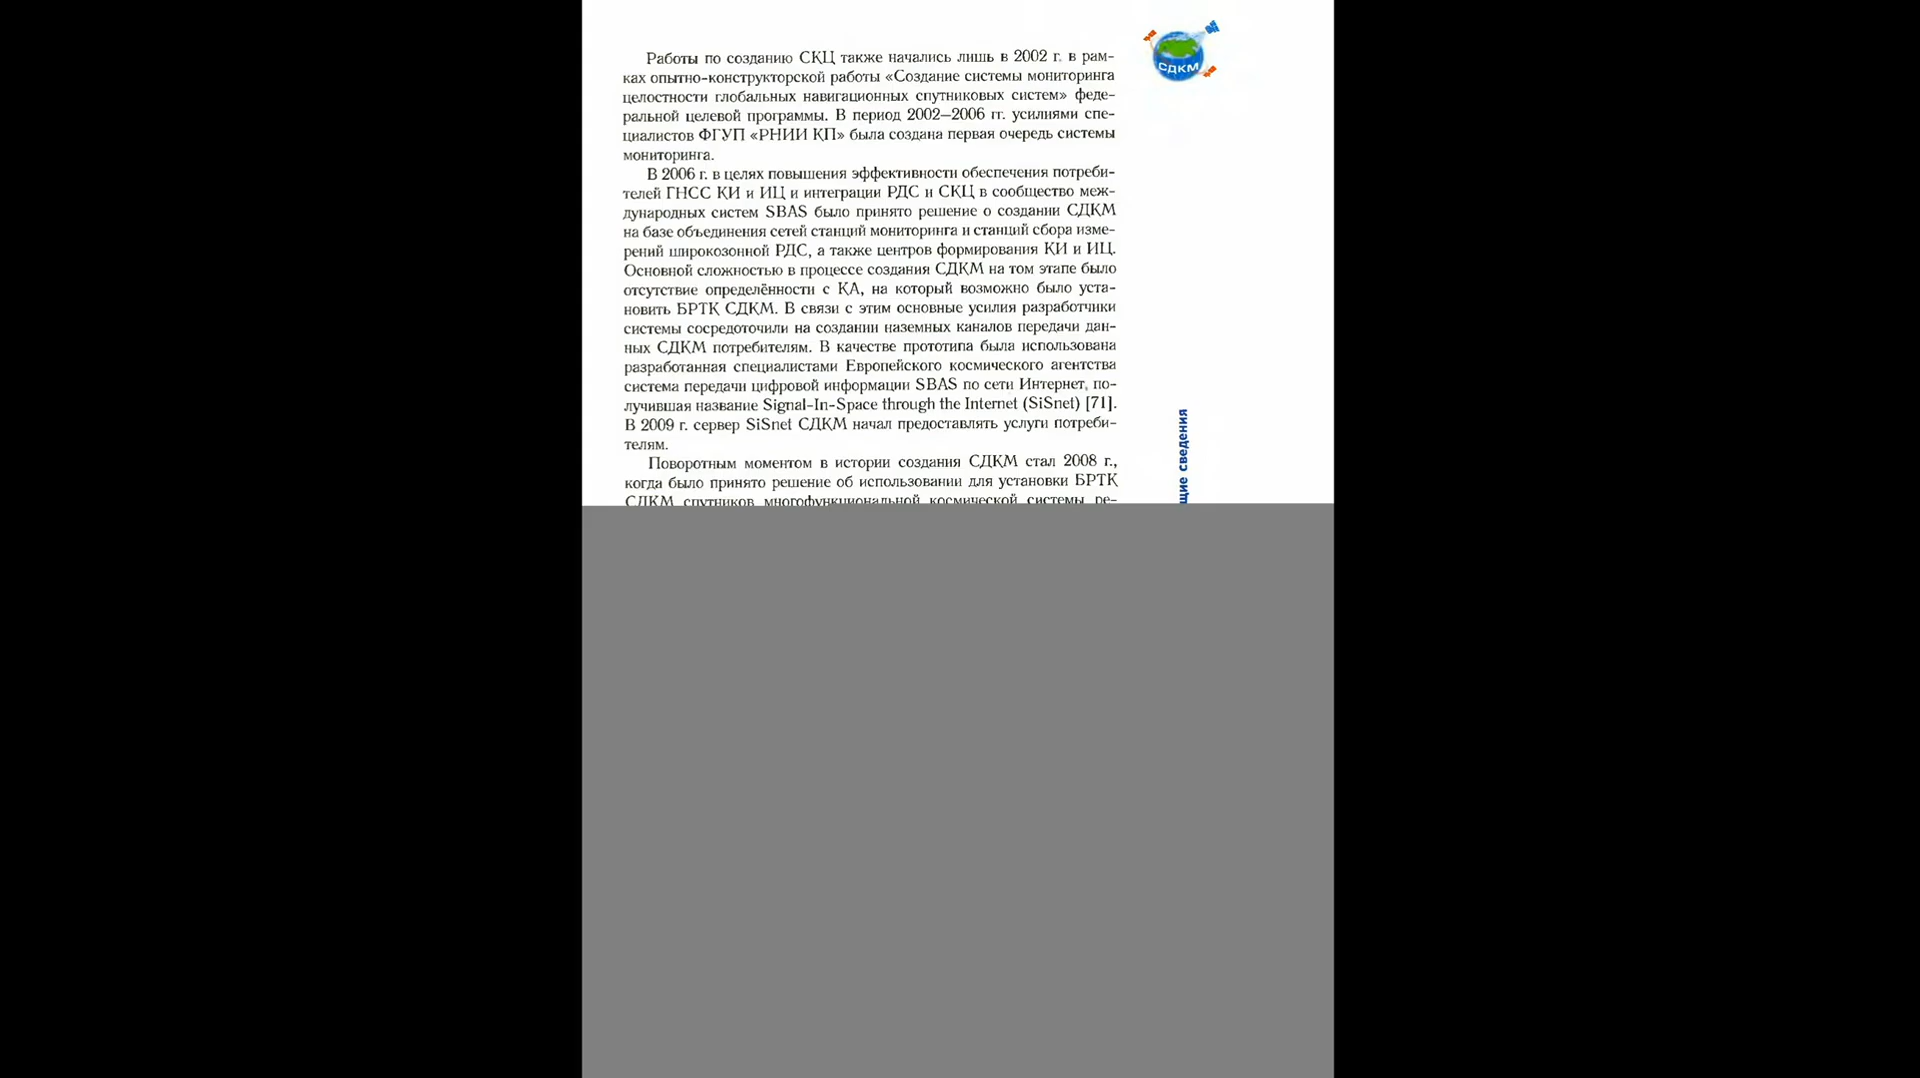 Работы по созданию СКЦ также начались лишь в 2002 г. в рам-
ках опытно-конструкторской работы «Создание системы мониторинга
целостности глобальных навигационных спутниковых систем» феде-
ральной целевой программы. В период 2002—2006 гг. усилиями спе-
циалистов ФГУП «РНИИ КП» была создана первая очередь системы
мониторинга.
В 2006 г. в целях повышения эффективности обеспечения потреби-
телей ГНСС КИ и ИЦ и интеграции РДС и СКЦ в сообщество меж-
дународных систем SBAS было принято решение о создании СДКМ
на базе объединения сетей станций мониторинга и станций сбора изме-
рений широкозонной РДС, а также центров формирования КИ и ИЦ.
Основной сложностью в процессе создания СДКМ на том этапе было
отсутствие определённости с КА, на который возможно было уста-
новить БРТК СДКМ. В связи с этим основные усилия разработчики
системы сосредоточили на создании наземных каналов передачи дан-
ных СДКМ потребителям. В качестве прототипа была использована
разработанная специалистами Европейского космического агентства
система передачи цифровой информации SBAS по сети Интернет, по-
лучившая название Signal-In-Space through the Internet (SiSnet) [71].
В 2009 г. сервер SiSnet СДКМ начал предоставлять услуги потреби-
телям.
Поворотным моментом в истории создания СДКМ стал 2008 г.,
когда было принято решение об использовании для установки БРТК
СДКМ спутников многофункциональной космической системы ре-
СДКМ
щие сведения